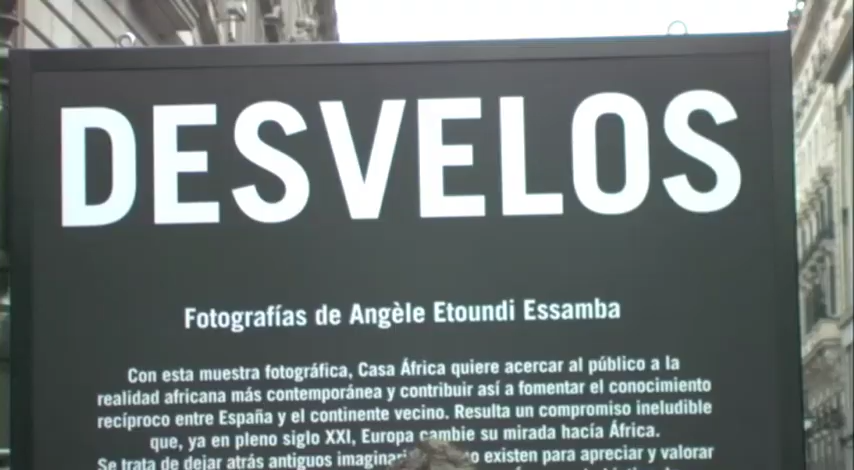 DESVELOS
Fotografías de Angèle Etoundi Essamba
Con esta muestra fotográfica, Casa África quiere acercar al público a la
realidad africana más contemporánea y contribuir así a fomentar el conocimiento
recíproco entre España y el continente vecino. Resulta un compromiso ineludible
que, ya en pleno siglo XXI, Europa cambie su mirada hacía África.
Se trata de dejar atrás antiguos existen para apreciar y valorar